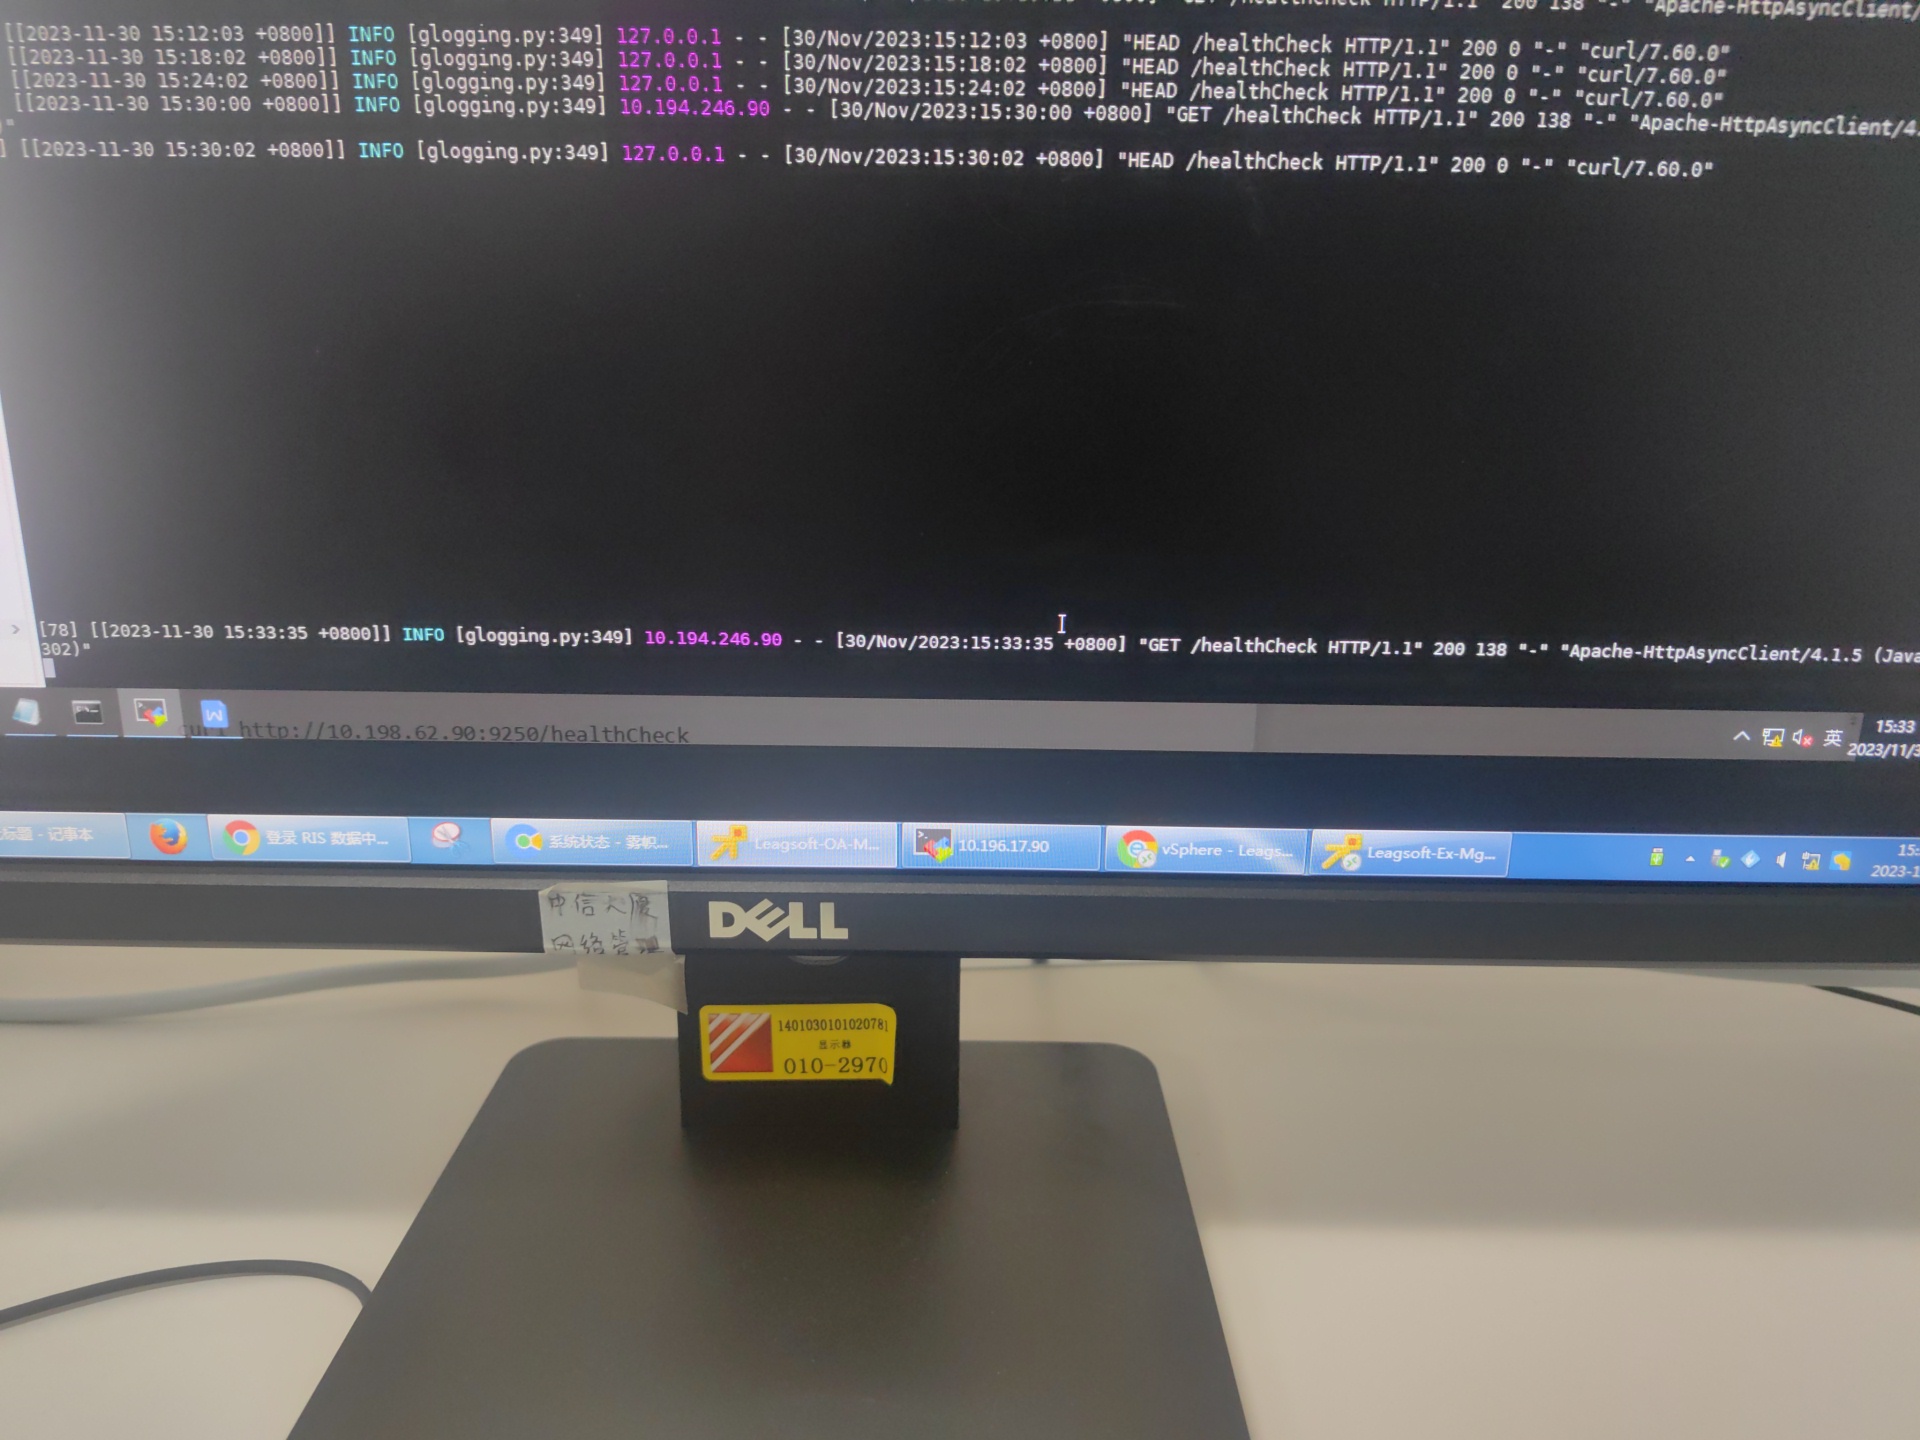 200 138 "-" "Apache-HttpAsyncClient/
[[2023-11-30 15:12:03 +0800]] INFO [glogging.py:349] 127.0.0.1 - - [30/Nov/2023:15:12:03 +0800] "HEAD /healthCheck HTTP/1.1" 200 0 "-" "curl/7.60.0"
[[2023-11-30 15:18:02 +0800]] INFO [glogging.py:349] 127.0.0.1 - - [30/Nov/2023:15:18:02 +0800] "HEAD /healthCheck HTTP/1.1" 200 0 "-" "curl/7.60.0"
[[2023-11-30 15:24:02 +0800]] INFO [glogging.py:349] 127.0.0.1 - - [30/Nov/2023:15:24:02 +0800] "HEAD /healthCheck HTTP/1.1" 200 0 "-" "curl/7.60.0"
[[2023-11-30 15:30:00 +0800]] INFO [glogging.py:349] 10.194.246.90 - - [30/Nov/2023:15:30:00 +0800] "GET /healthCheck HTTP/1.1" 200 138 "-" "Apache-HttpAsyncClient/4.
)"
] [[2023-11-30 15:30:02 +0800]] INFO [glogging.py:349] 127.0.0.1 - - [30/Nov/2023:15:30:02 +0800] "HEAD /healthCheck HTTP/1.1" 200 0 "-" "curl/7.60.0"
[78] [[2023-11-30 15:33:35 +0800]] INFO [glogging.py:349] 10.194.246.90 - - [30/Nov/2023:15:33:35 +0800] "GET /healthCheck HTTP/1.1" 200 138 "-" "Apache-HttpAsyncClient/4.1.5 (Java
302)"
curl http://10.198.62.90:9250/healthCheck
英
15:33
2023/11/3
标题 - 记事本
登录 RIS 数据中...
系统状态 - 雾帜...
Leagsoft-OA-M...
10.196.17.90
vSphere - Leags...
Leagsoft-Ex-Mg...
15:
2023-1
中信大厦
网络管理
DELL
140103010102078
显示器
010-2970